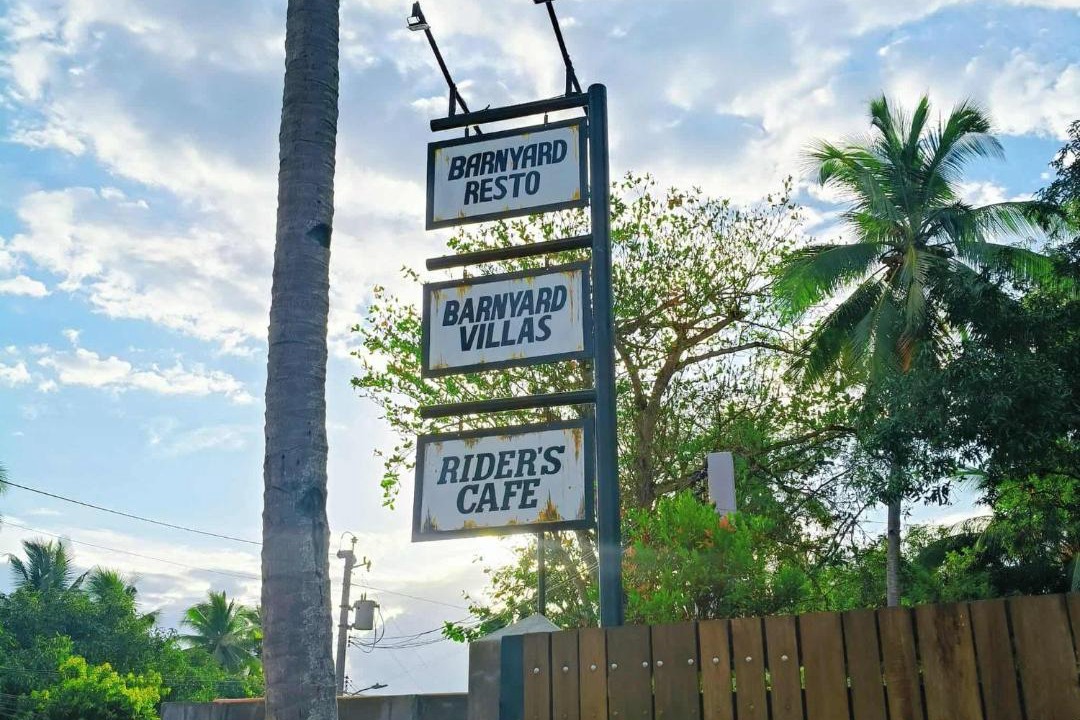 BARNYARD
RESTO
BARNYARD
VILLAS
RIDER'S
CAFE